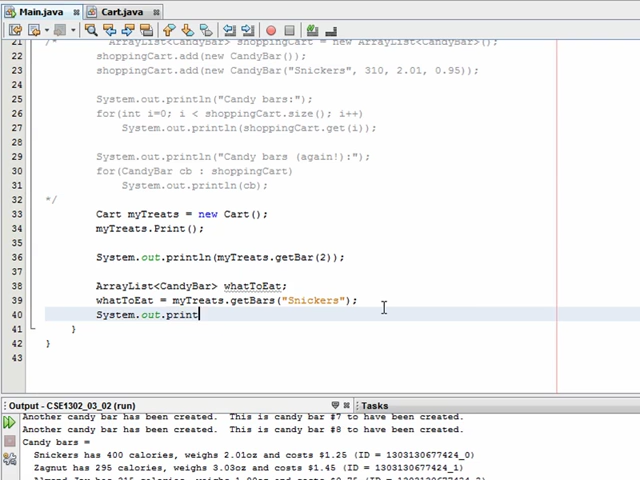 Main.java Cart.java
21 /* ArrayList<CandyBar> shoppingCart = new ArrayList<CandyBar>();
22 shoppingCart.add(new CandyBar());
23 shoppingCart.add(new CandyBar("Snickers", 310, 2.01, 0.95));
24
25 System.out.println("Candy bars:");
26 for(int i=0; i < shoppingCart.size(); i++)
27 System.out.println(shoppingCart.get(i));
28
29 System.out.println("Candy bars (again!):");
30 for(CandyBar cb : shoppingCart)
31 System.out.println(cb);
32 */
33 Cart myTreats = new Cart();
34 myTreats.Print();
35
36 System.out.println(myTreats.getBar(2));
37
38 ArrayList<CandyBar> whatToEat;
39 whatToEat = myTreats.getBars("Snickers");
40 System.out.print
41 }
42 }
43
Output - CSE1302_03_02 (run) Tasks
Another candy bar has been created. This is candy bar #7 to have been created.
Another candy bar has been created. This is candy bar #8 to have been created.
Candy bars =
Snickers has 400 calories, weighs 2.01oz and costs $1.25 (ID = 1303130677424_0)
Zagnut has 295 calories, weighs 3.03oz and costs $1.45 (ID = 1303130677424_1)